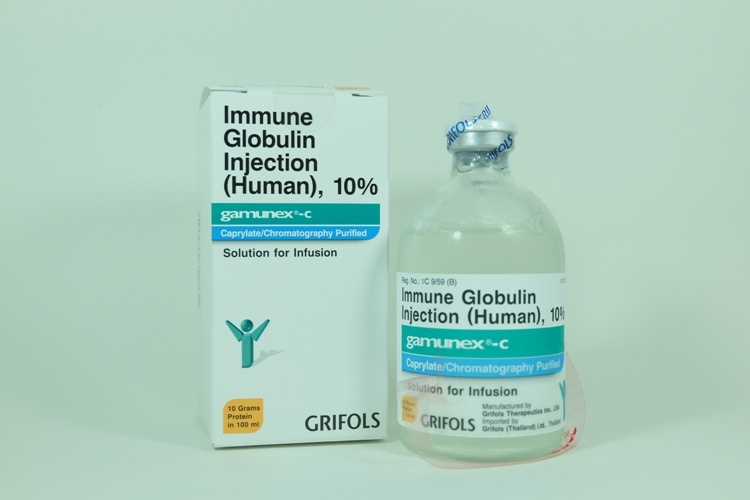 Immune
Globulin
Injection
(Human), 10%
gamunex®-c
Caprylate/Chromatography Purified
Solution for Infusion
10 Grams
Protein
in 100 ml
GRIFOLS
GRIFOLS
GRIFOLS
Reg. No.: 1C 9/59 (B)
Immune Globulin
Injection (Human), 10%
gamunex®-c
Caprylate/Chromatography Purified
Solution for Infusion
GRIFOLS
Manufactured by
Grifols Therapeutics Inc., USA
Imported by
Grifols (Thailand) Ltd., Thailand